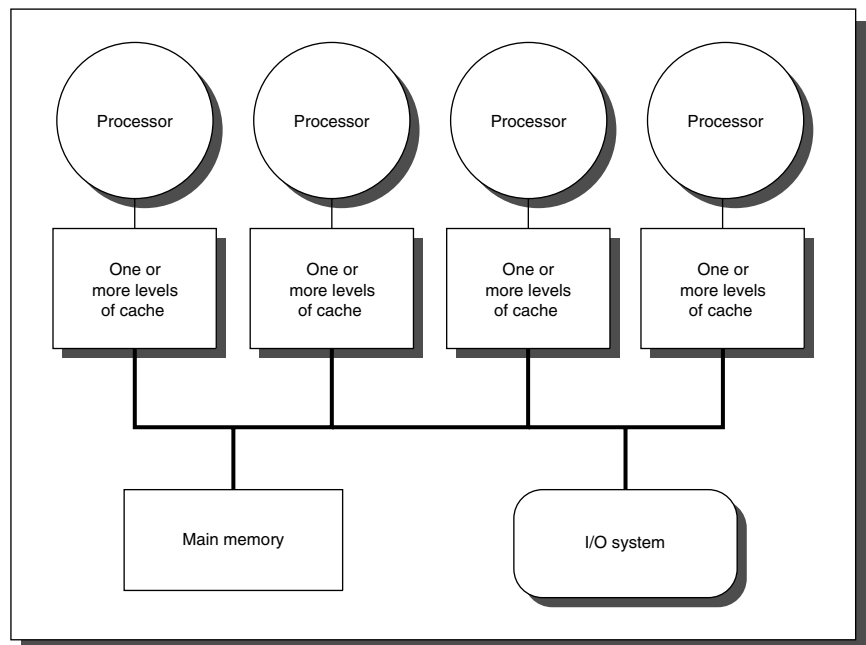 Processor
Processor
Processor
Processor
One or
more levels
of cache
One or
more levels
of cache
One or
more levels
of cache
One or
more levels
of cache
Main memory
I/O system